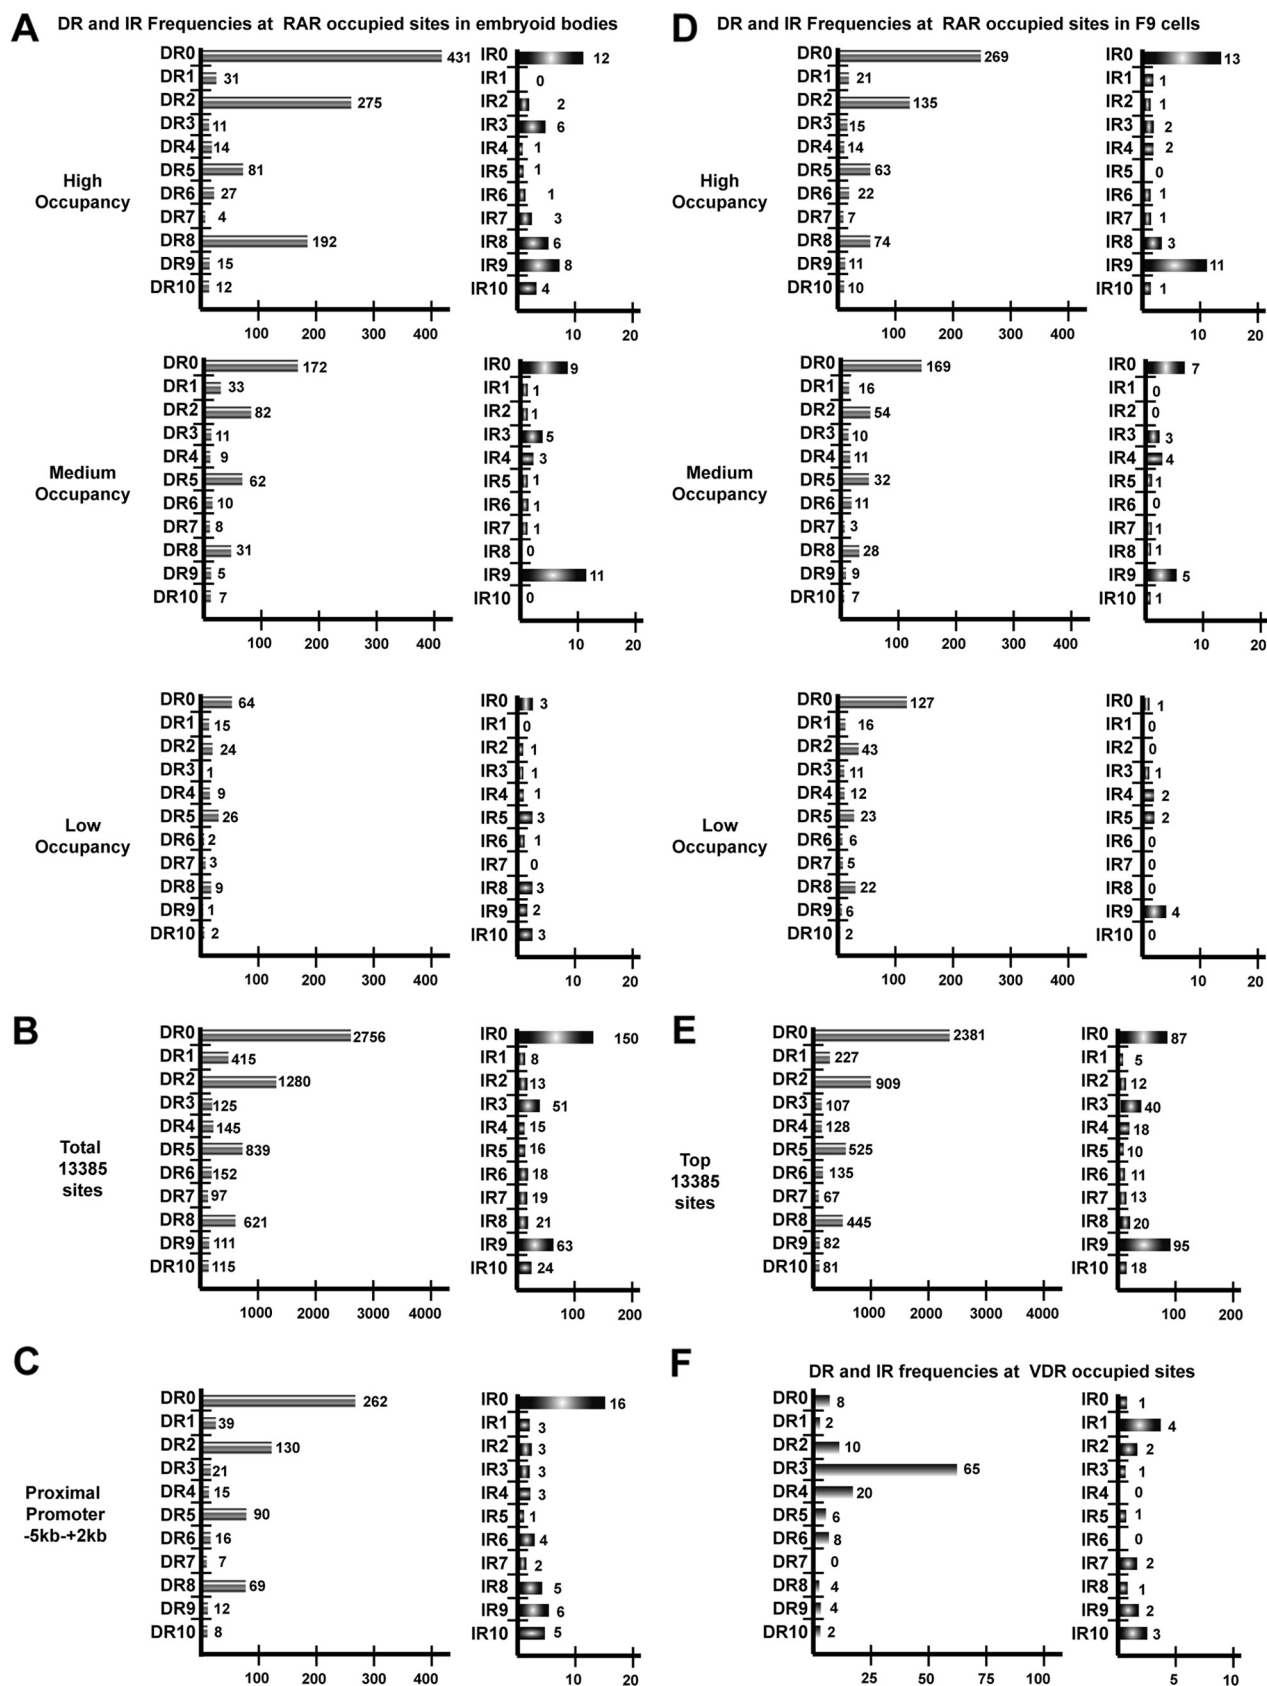 A DR and IR Frequencies at RAR occupied sites in embryoid bodies
High
Occupancy
DR0 431
DR1 31
DR2 275
DR3 11
DR4 14
DR5 81
DR6 27
DR7 4
DR8 192
DR9 15
DR10 12
100 200 300 400
IR0 12
IR1 0
IR2 2
IR3 6
IR4 1
IR5 1
IR6 1
IR7 3
IR8 6
IR9 8
IR10 4
10 20
Medium
Occupancy
DR0 172
DR1 33
DR2 82
DR3 11
DR4 9
DR5 62
DR6 10
DR7 8
DR8 31
DR9 5
DR10 7
100 200 300 400
IR0 9
IR1 1
IR2 1
IR3 5
IR4 3
IR5 1
IR6 1
IR7 1
IR8 0
IR9 11
IR10 0
10 20
Low
Occupancy
DR0 64
DR1 15
DR2 24
DR3 1
DR4 9
DR5 26
DR6 2
DR7 3
DR8 9
DR9 1
DR10 2
100 200 300 400
IR0 3
IR1 0
IR2 1
IR3 1
IR4 1
IR5 3
IR6 1
IR7 0
IR8 3
IR9 2
IR10 3
10 20
B
Total
13385
sites
DR0 2756
DR1 415
DR2 1280
DR3 125
DR4 145
DR5 839
DR6 152
DR7 97
DR8 621
DR9 111
DR10 115
1000 2000 3000 4000
IR0 150
IR1 8
IR2 13
IR3 51
IR4 15
IR5 16
IR6 18
IR7 19
IR8 21
IR9 63
IR10 24
100 200
C
Proximal
Promoter
-5kb-+2kb
DR0 262
DR1 39
DR2 130
DR3 21
DR4 15
DR5 90
DR6 16
DR7 7
DR8 69
DR9 12
DR10 8
100 200 300 400
IR0 16
IR1 3
IR2 3
IR3 3
IR4 3
IR5 1
IR6 4
IR7 2
IR8 5
IR9 6
IR10 5
10 20
D DR and IR Frequencies at RAR occupied sites in F9 cells
High
Occupancy
DR0 269
DR1 21
DR2 135
DR3 15
DR4 14
DR5 63
DR6 22
DR7 7
DR8 74
DR9 11
DR10 10
100 200 300 400
IR0 13
IR1 1
IR2 1
IR3 2
IR4 2
IR5 0
IR6 1
IR7 1
IR8 3
IR9 11
IR10 1
10 20
Medium
Occupancy
DR0 169
DR1 16
DR2 54
DR3 10
DR4 11
DR5 32
DR6 11
DR7 3
DR8 28
DR9 9
DR10 7
100 200 300 400
IR0 7
IR1 0
IR2 0
IR3 3
IR4 4
IR5 1
IR6 0
IR7 1
IR8 1
IR9 5
IR10 1
10 20
Low
Occupancy
DR0 127
DR1 16
DR2 43
DR3 11
DR4 12
DR5 23
DR6 6
DR7 5
DR8 22
DR9 6
DR10 2
100 200 300 400
IR0 1
IR1 0
IR2 0
IR3 1
IR4 2
IR5 2
IR6 0
IR7 0
IR8 0
IR9 4
IR10 0
10 20
E
Top
13385
sites
DR0 2381
DR1 227
DR2 909
DR3 107
DR4 128
DR5 525
DR6 135
DR7 67
DR8 445
DR9 82
DR10 81
1000 2000 3000 4000
IR0 87
IR1 5
IR2 12
IR3 40
IR4 18
IR5 10
IR6 11
IR7 13
IR8 20
IR9 95
IR10 18
100 200
F DR and IR frequencies at VDR occupied sites
DR0 8
DR1 2
DR2 10
DR3 65
DR4 20
DR5 6
DR6 8
DR7 0
DR8 4
DR9 4
DR10 2
25 50 75 100
IR0 1
IR1 4
IR2 2
IR3 1
IR4 0
IR5 1
IR6 0
IR7 2
IR8 1
IR9 2
IR10 3
5 10